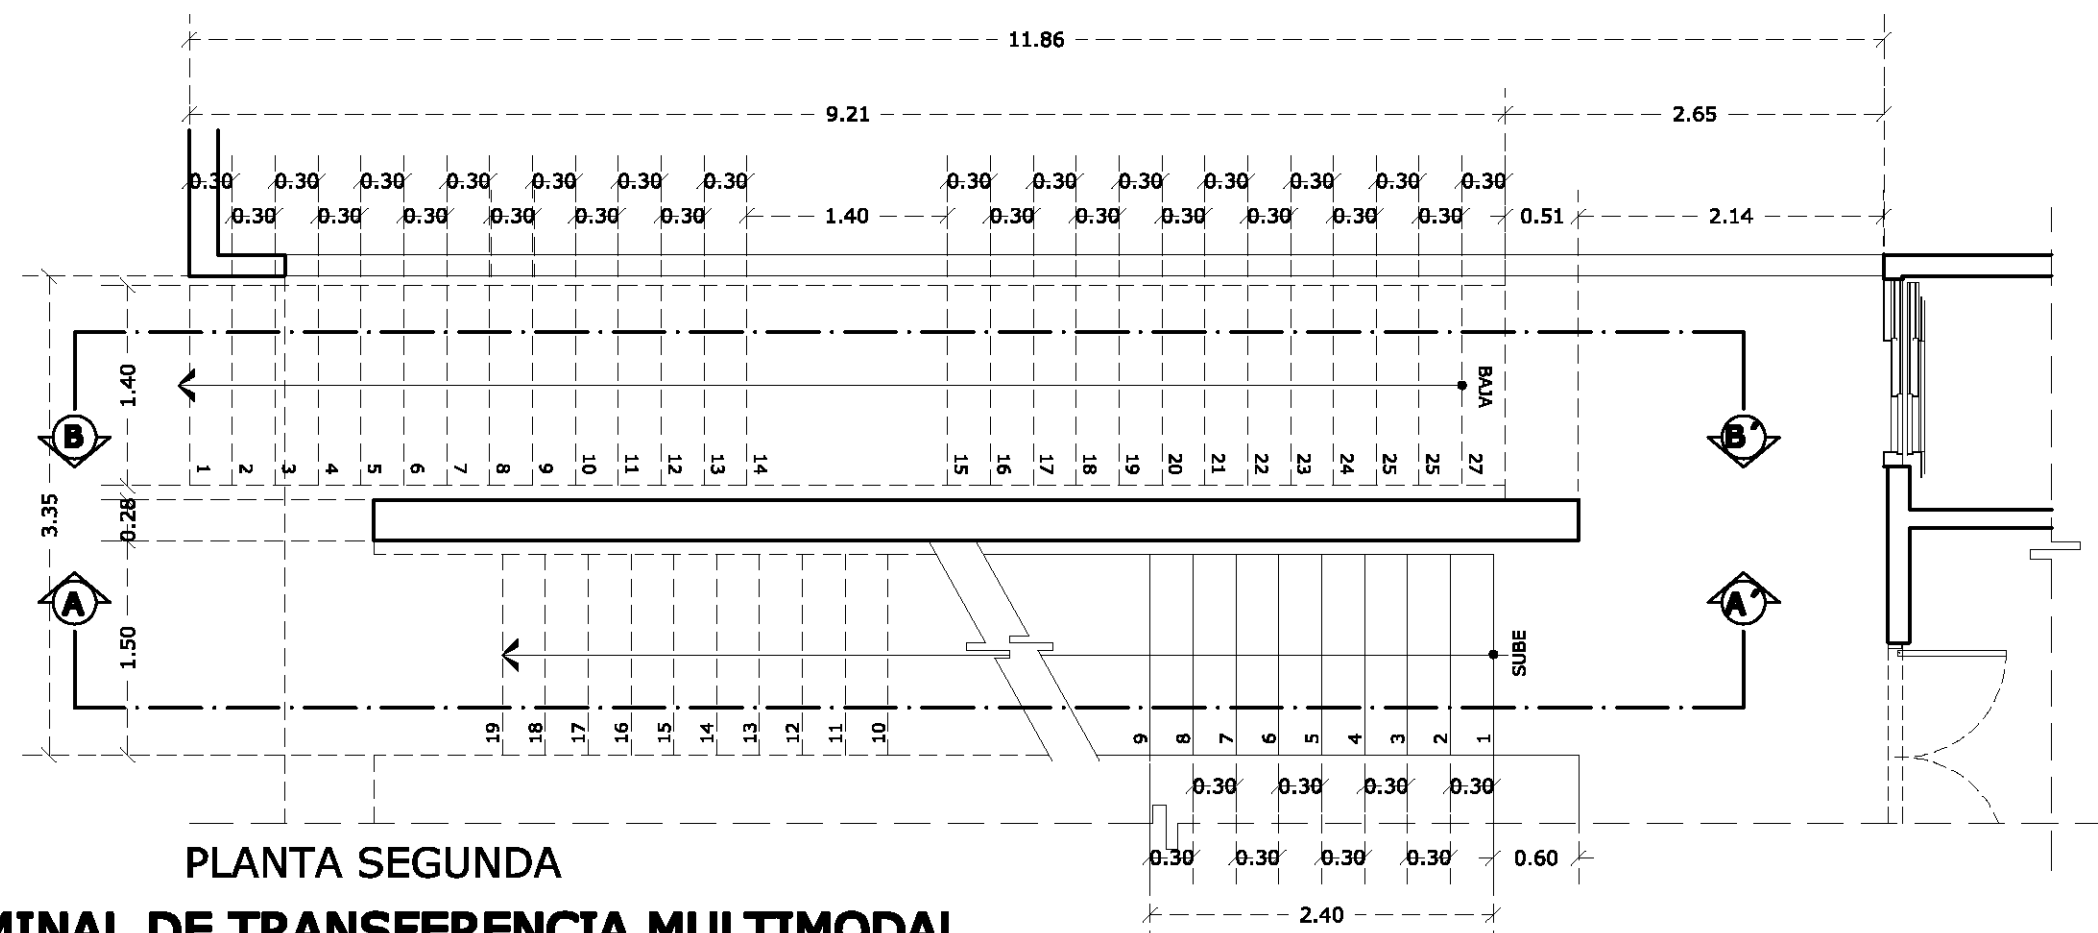 11.86
9.21 2.65
0.30 0.30 0.30 0.30 0.30 0.30 0.30 0.30 0.30 0.30 0.30 0.30 0.30 0.30
0.30 0.30 0.30 0.30 0.30 0.30 1.40 0.30 0.30 0.30 0.30 0.30 0.30 0.51 2.14
1.40
BAJA
B B´
1 2 3 4 5 6 7 8 9 10 11 12 13 14 15 16 17 18 19 20 21 22 23 24 25 25 27
3.35
0.28
A A´
1.50
SUBE
19 18 17 16 15 14 13 12 11 10 9 8 7 6 5 4 3 2 1
0.30 0.30 0.30 0.30
0.30 0.30 0.30 0.30 0.60
PLANTA SEGUNDA
2.40
MINAL DE TRANSFERENCIA MULTIMODAL